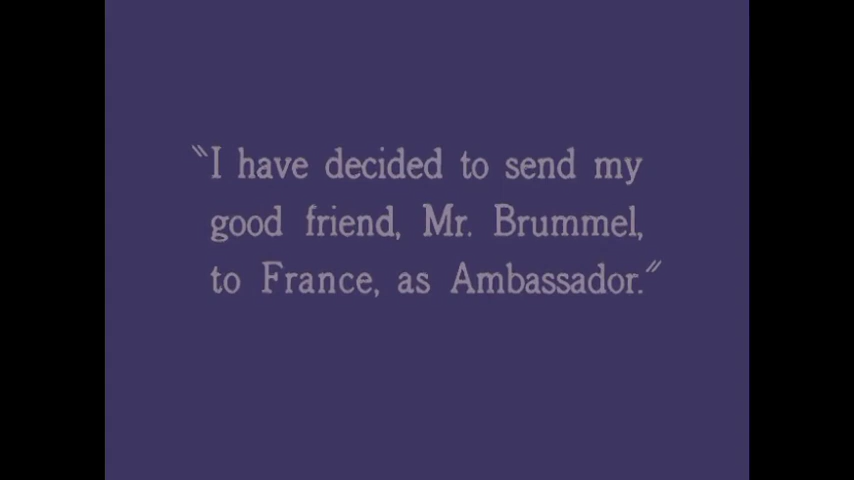 "I have decided to send my
good friend, Mr. Brummel,
to France, as Ambassador."